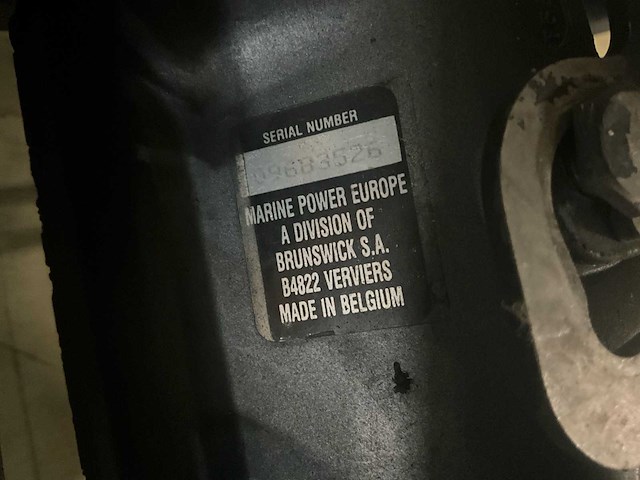 SERIAL NUMBER
MARINE POWER EUROPE
A DIVISION OF
BRUNSWICK S.A.
B4822 VERVIERS
MADE IN BELGIUM